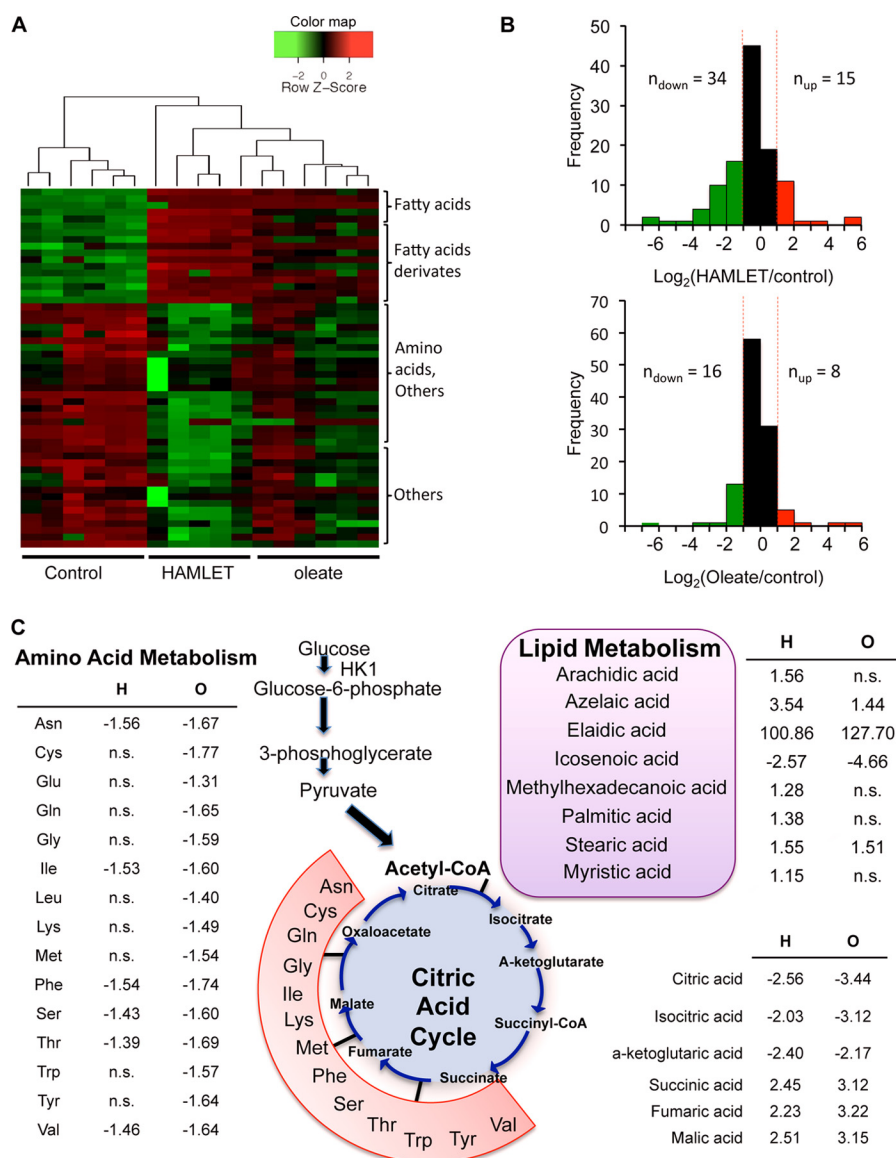 A
Color map
-2 0 2
Row Z-Score
Fatty acids
Fatty acids
derivates
Amino
acids,
Others
Others
Control HAMLET oleate
B
50
40
30
20
10
0
Frequency
n_down = 34 n_up = 15
-6 -4 -2 0 2 4 6
Log₂(HAMLET/control)
70
60
50
40
30
20
10
0
Frequency
n_down = 16 n_up = 8
-6 -4 -2 0 2 4 6
Log₂(Oleate/control)
C
Amino Acid Metabolism
H O
Asn -1.56 -1.67
Cys n.s. -1.77
Glu n.s. -1.31
Gln n.s. -1.65
Gly n.s. -1.59
Ile -1.53 -1.60
Leu n.s. -1.40
Lys n.s. -1.49
Met n.s. -1.54
Phe -1.54 -1.74
Ser -1.43 -1.60
Thr -1.39 -1.69
Trp n.s. -1.57
Tyr n.s. -1.64
Val -1.46 -1.64
Glucose
HK1
Glucose-6-phosphate
3-phosphoglycerate
Pyruvate
Acetyl-CoA
Citrate
Isocitrate
A-ketoglutarate
Succinyl-CoA
Succinate
Fumarate
Malate
Oxaloacetate
Citric
Acid
Cycle
Asn
Cys
Gln
Gly
Ile
Lys
Met
Phe
Ser
Thr
Trp
Tyr
Val
Lipid Metabolism
H O
Arachidic acid 1.56 n.s.
Azelaic acid 3.54 1.44
Elaidic acid 100.86 127.70
Icosenoic acid -2.57 -4.66
Methylhexadecanoic acid 1.28 n.s.
Palmitic acid 1.38 n.s.
Stearic acid 1.55 1.51
Myristic acid 1.15 n.s.
H O
Citric acid -2.56 -3.44
Isocitric acid -2.03 -3.12
a-ketoglutaric acid -2.40 -2.17
Succinic acid 2.45 3.12
Fumaric acid 2.23 3.22
Malic acid 2.51 3.15